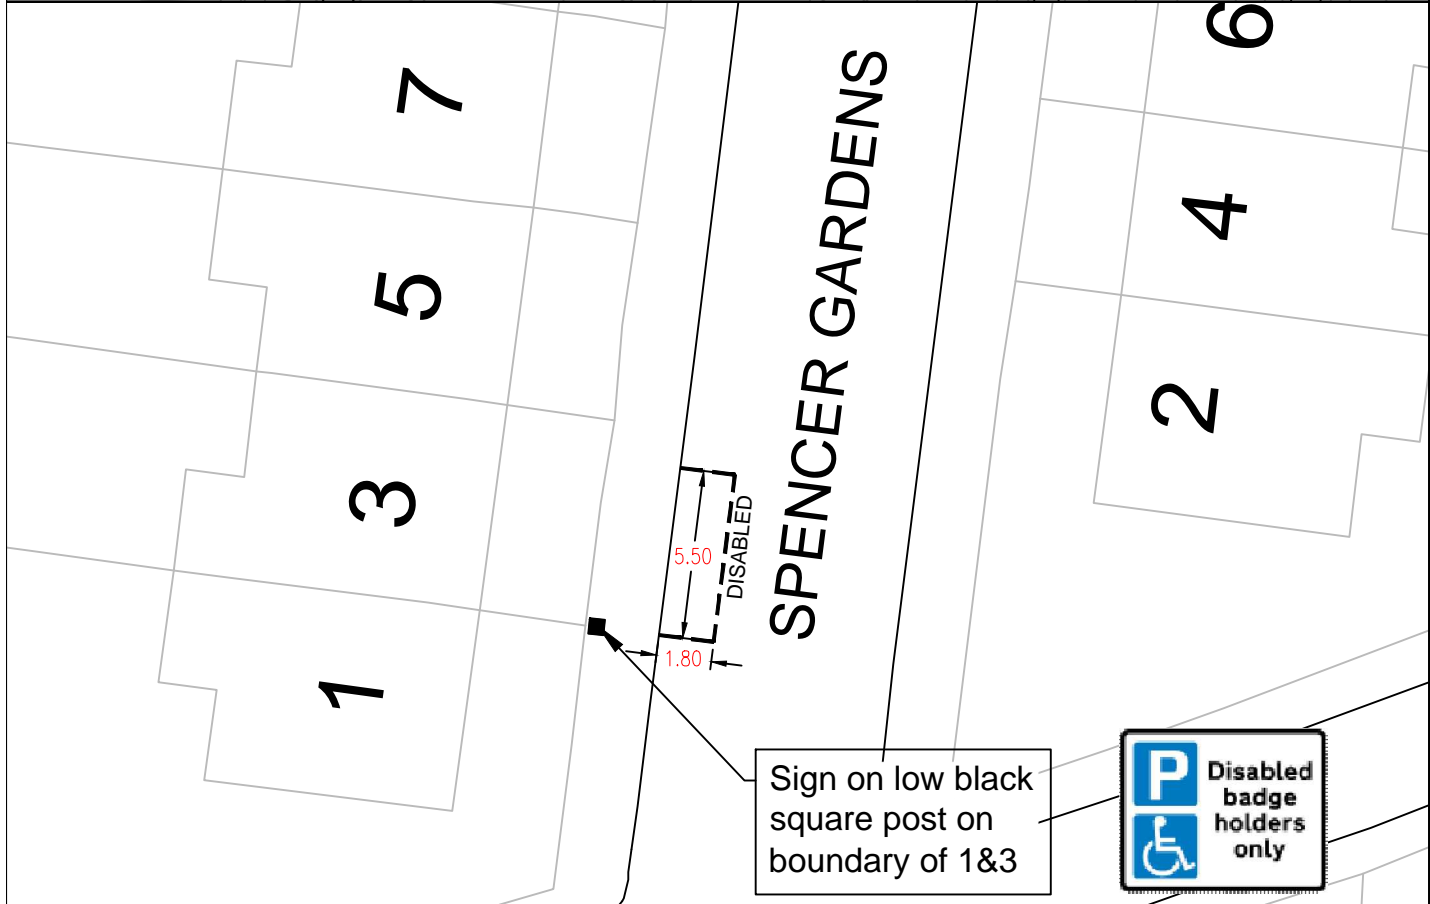 7
6
SPENCER GARDENS
4
5
2
3
5.50
DISABLED
1.80
1
Sign on low black
square post on
boundary of 1&3
P
Disabled
badge
holders
only